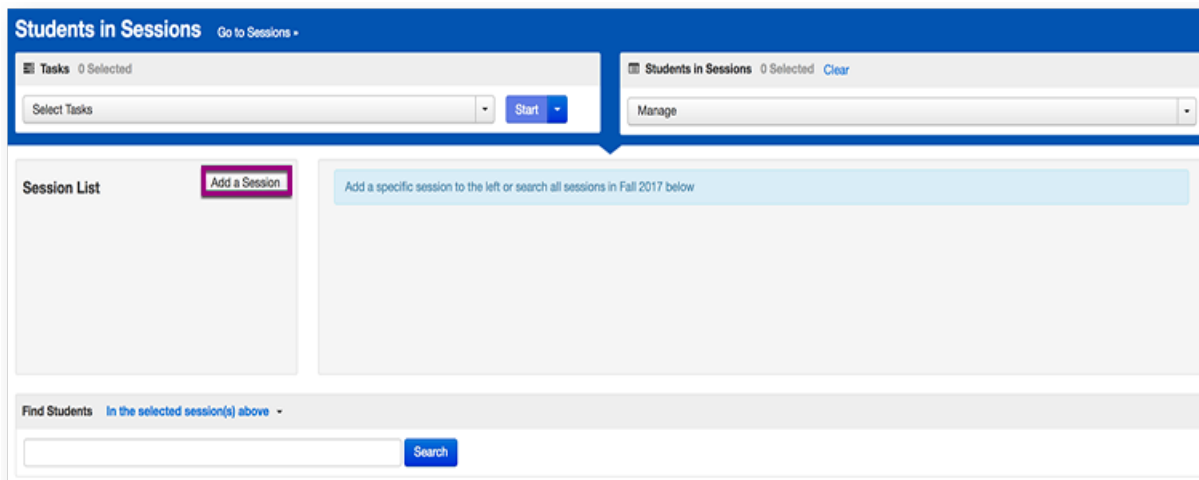 Students in Sessions Go to Sessions »
Tasks 0 Selected
Select Tasks
Start
Students in Sessions 0 Selected Clear
Manage
Session List
Add a Session
Add a specific session to the left or search all sessions in Fall 2017 below
Find Students In the selected session(s) above
Search